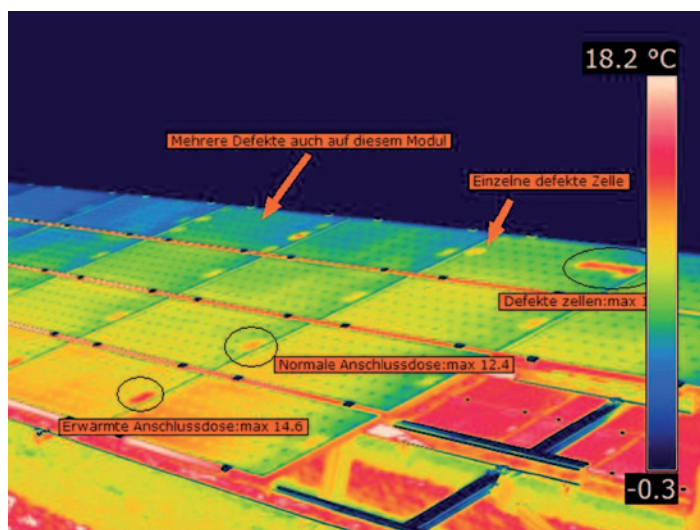 18.2 °C
Mehrere Defekte auch auf diesem Modul
Einzelne defekte Zelle
Defekte zellen:max 1
Normale Anschlussdose:max 12.4
Erwärmte Anschlussdose:max 14.6
-0.3